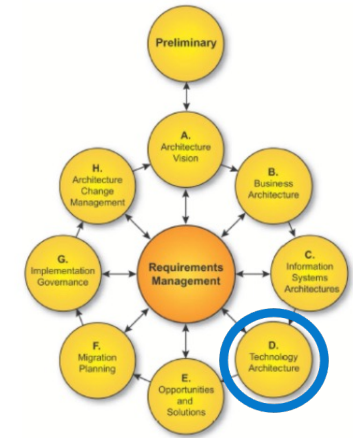 Preliminary
A.
Architecture
Vision
B.
Business
Architecture
C.
Information
Systems
Architectures
D.
Technology
Architecture
E.
Opportunities
and
Solutions
F.
Migration
Planning
G.
Implementation
Governance
H.
Architecture
Change
Management
Requirements
Management